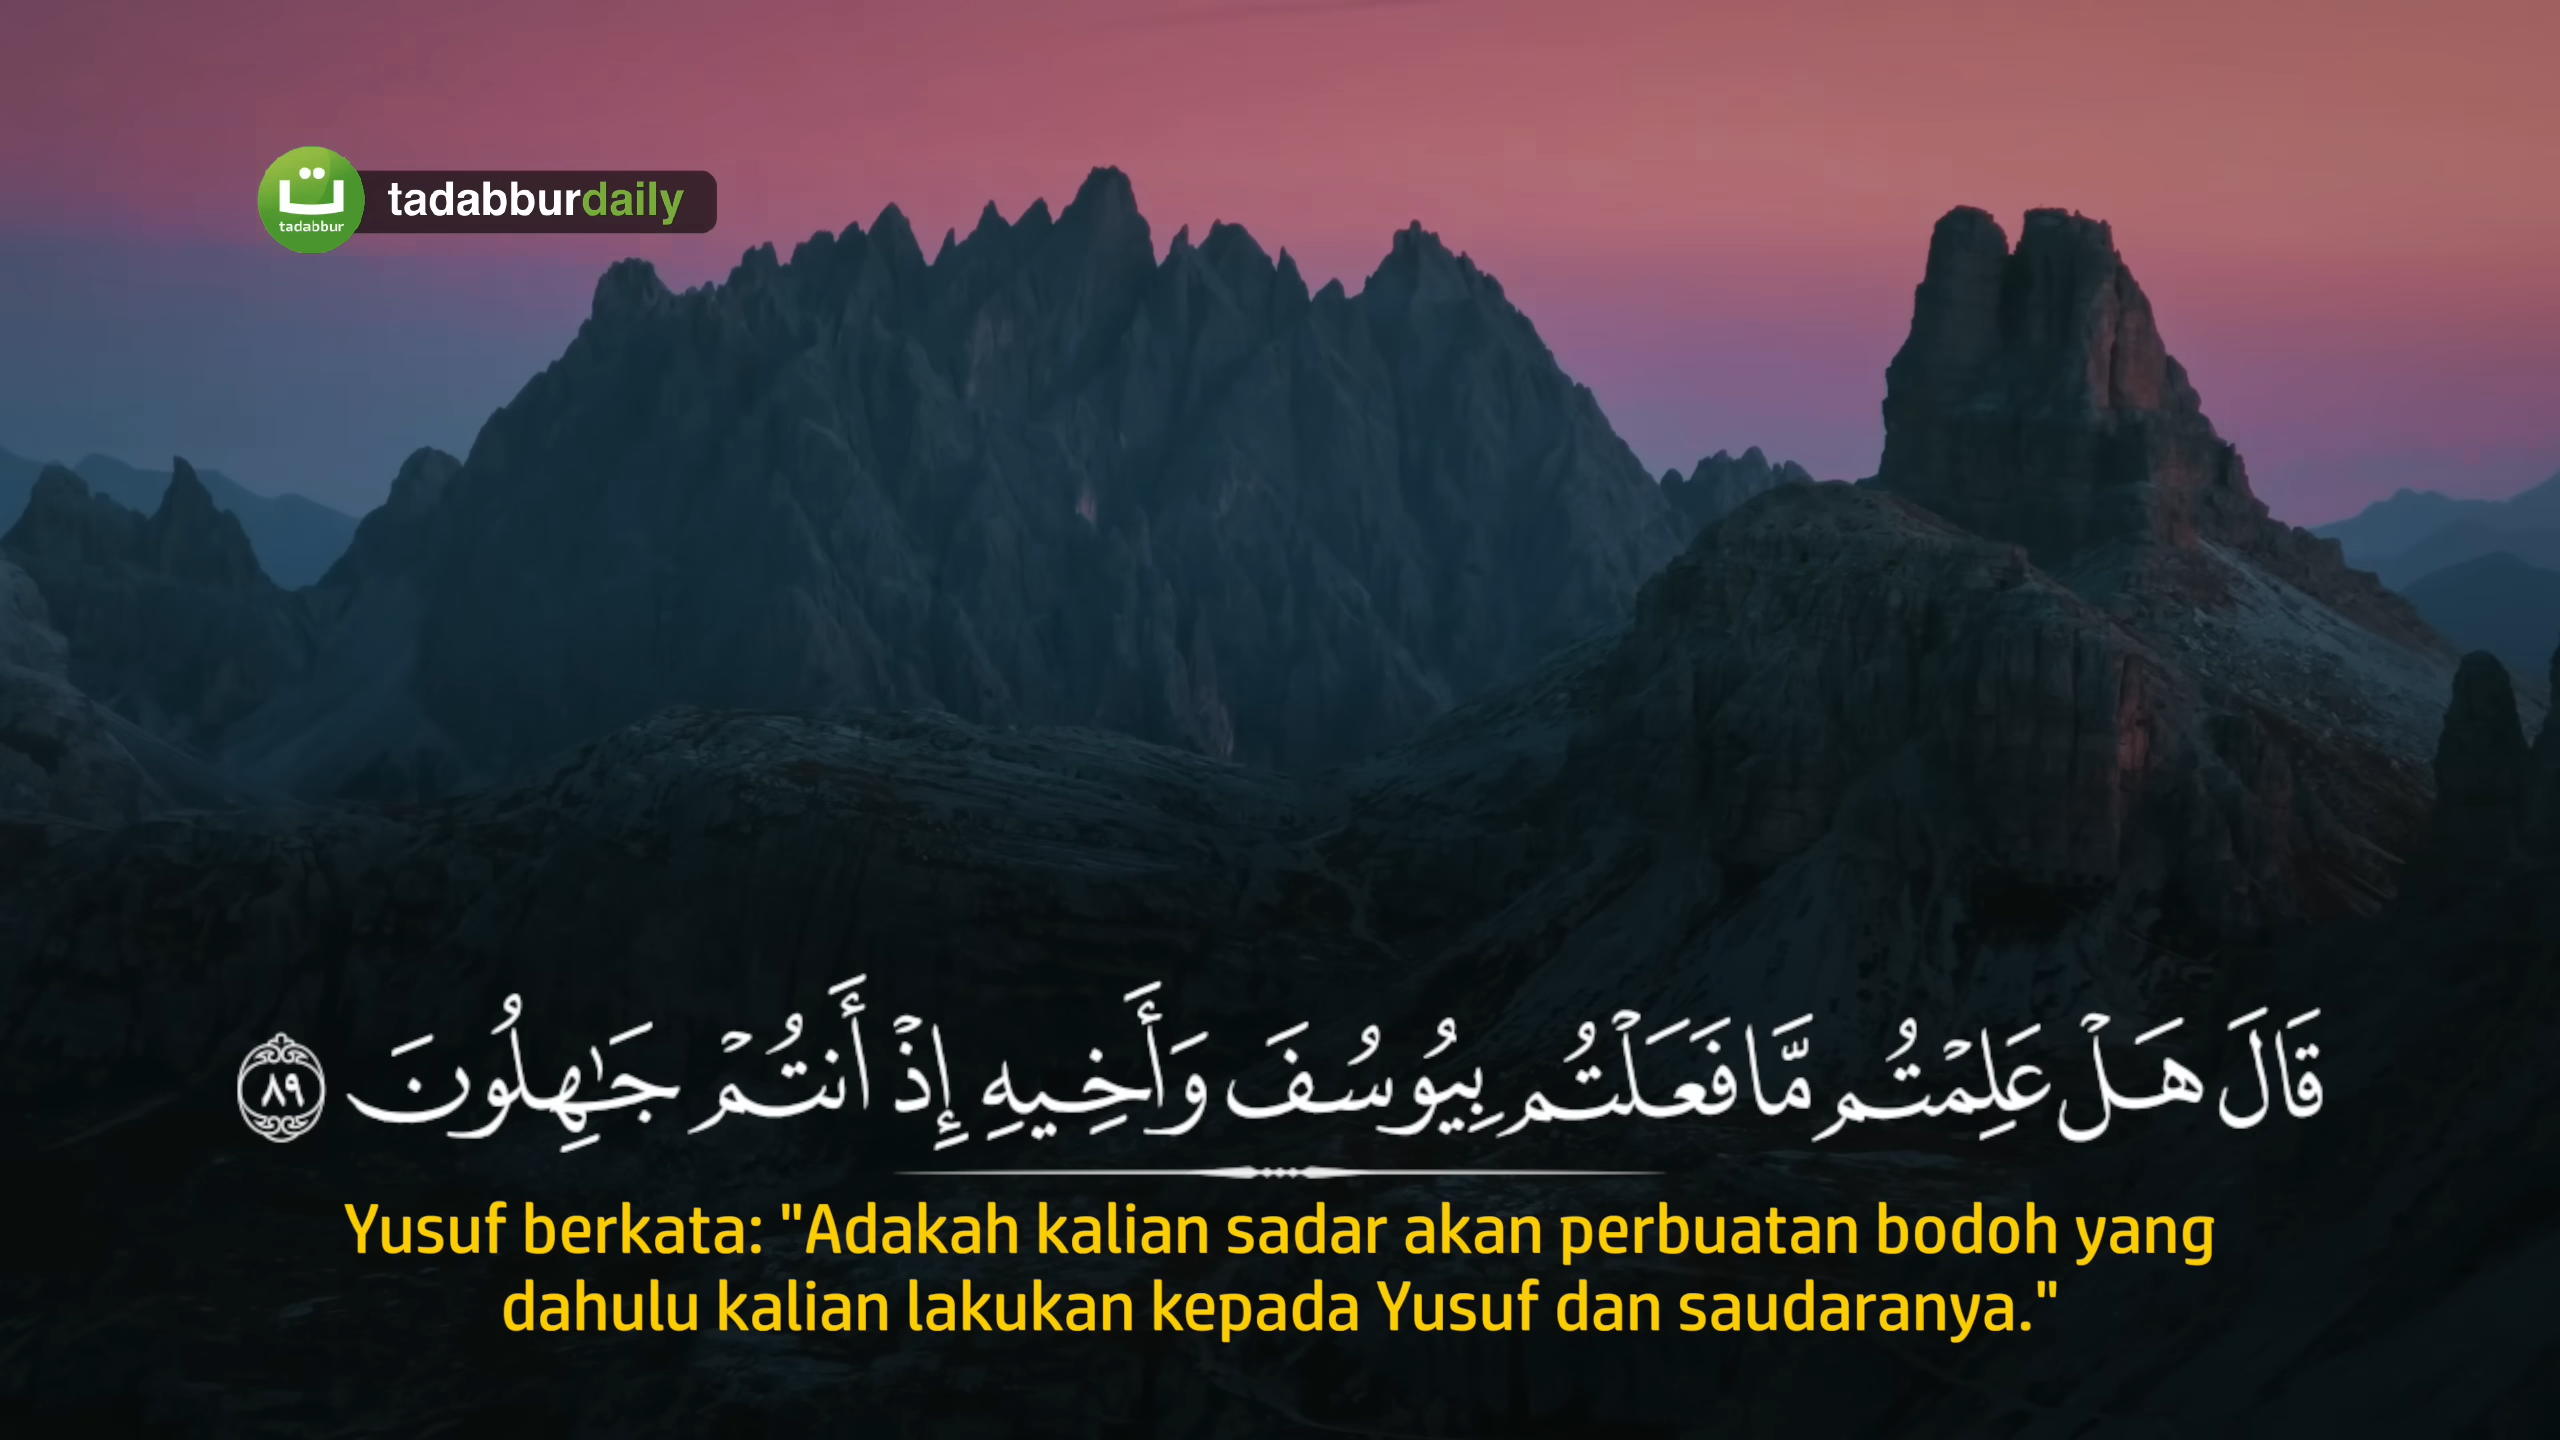 ت
tadabbur
tadabburdaily
قَالَ هَلْ عَلِمْتُم مَّا فَعَلْتُم بِيُوسُفَ وَأَخِيهِ إِذْ أَنتُمْ جَـٰهِلُونَ ٨٩
Yusuf berkata: "Adakah kalian sadar akan perbuatan bodoh yang
dahulu kalian lakukan kepada Yusuf dan saudaranya."